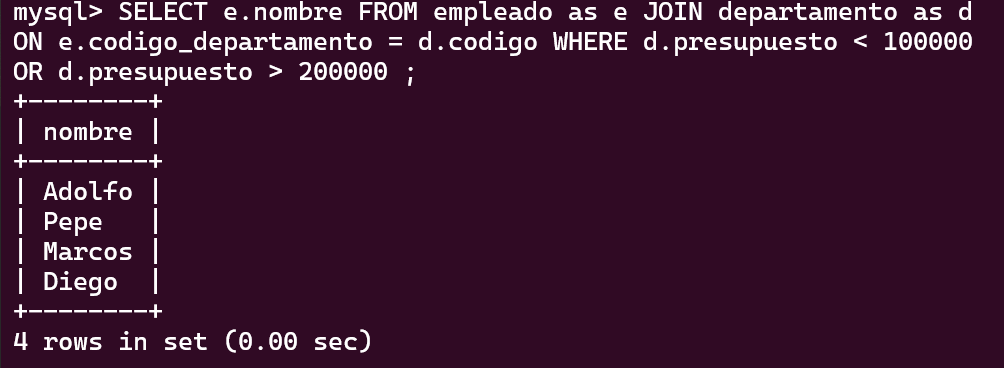 mysql> SELECT e.nombre FROM empleado as e JOIN departamento as d
ON e.codigo_departamento = d.codigo WHERE d.presupuesto < 100000
OR d.presupuesto > 200000 ;
+--------+
| nombre |
+--------+
| Adolfo |
| Pepe   |
| Marcos |
| Diego  |
+--------+
4 rows in set (0.00 sec)